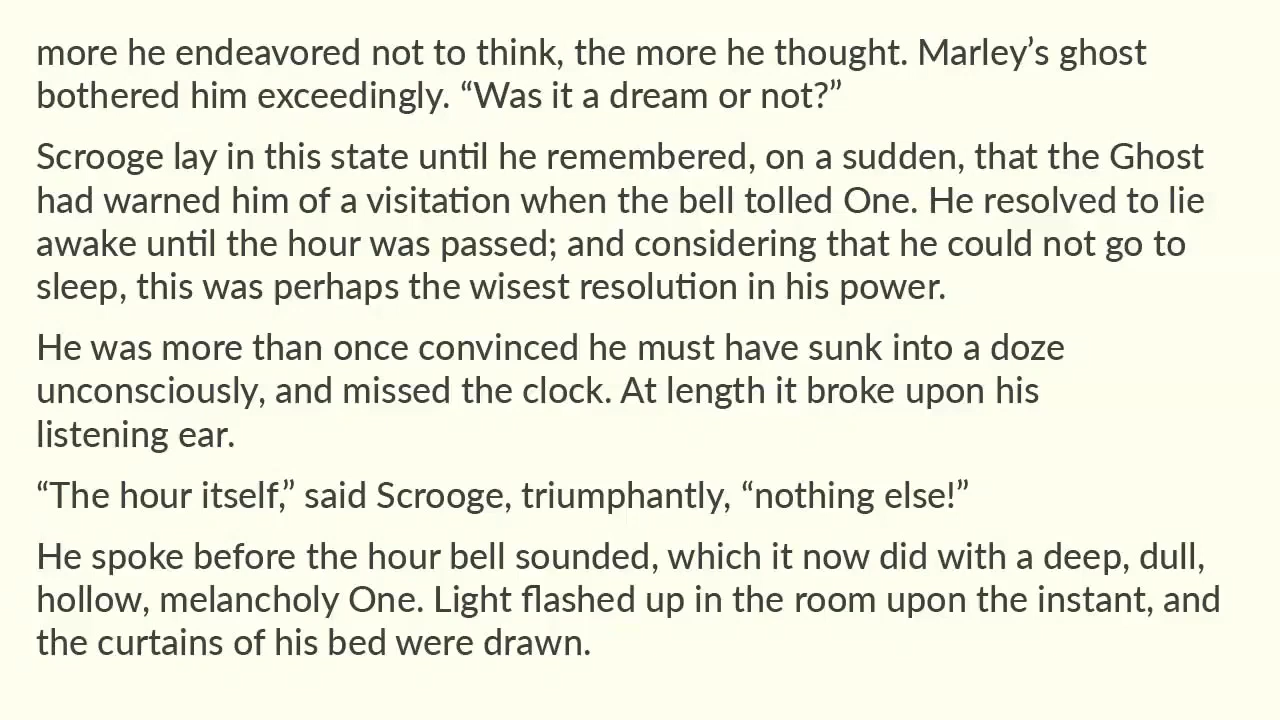 more he endeavored not to think, the more he thought. Marley’s ghost
bothered him exceedingly. “Was it a dream or not?”
Scrooge lay in this state until he remembered, on a sudden, that the Ghost
had warned him of a visitation when the bell tolled One. He resolved to lie
awake until the hour was passed; and considering that he could not go to
sleep, this was perhaps the wisest resolution in his power.
He was more than once convinced he must have sunk into a doze
unconsciously, and missed the clock. At length it broke upon his
listening ear.
“The hour itself,” said Scrooge, triumphantly, “nothing else!”
He spoke before the hour bell sounded, which it now did with a deep, dull,
hollow, melancholy One. Light flashed up in the room upon the instant, and
the curtains of his bed were drawn.